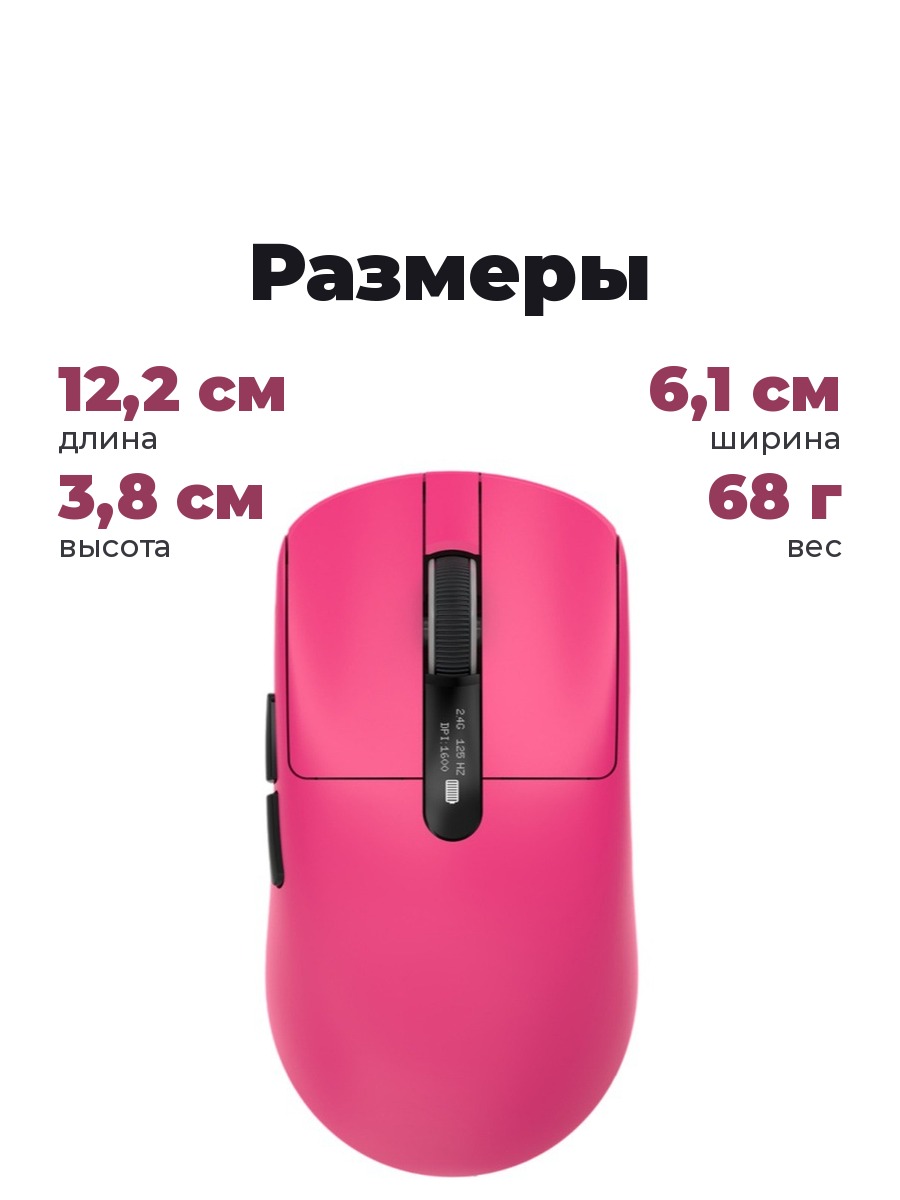 Размеры
12,2 см
длина
3,8 см
высота
6,1 см
ширина
68 г
вес
2.4G 125 HZ
DPI:1600